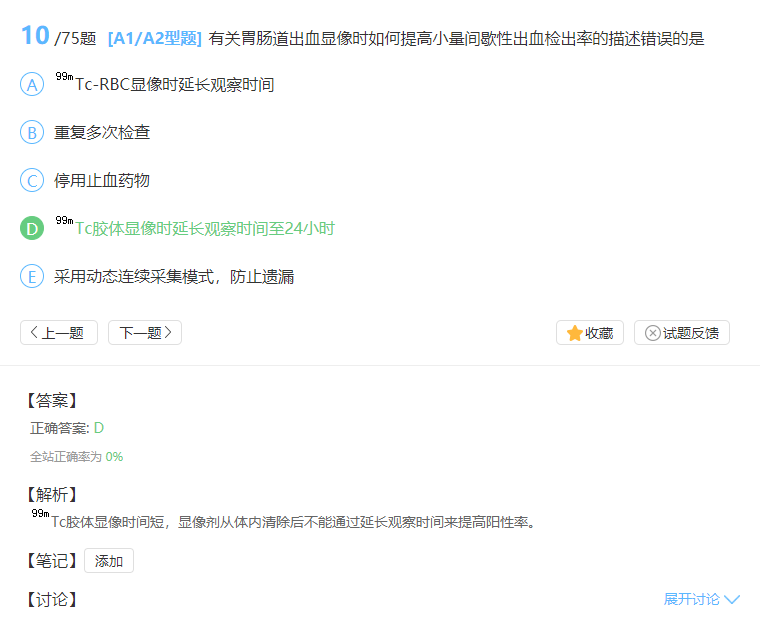 10 /75题 [A1/A2型题] 有关胃肠道出血显像时如何提高小量间歇性出血检出率的描述错误的是
A 99mTc-RBC显像时延长观察时间
B 重复多次检查
C 停用止血药物
D 99mTc胶体显像时延长观察时间至24小时
E 采用动态连续采集模式，防止遗漏
上一题 下一题 收藏 试题反馈
【答案】
正确答案: D
全站正确率为 0%
【解析】
99mTc胶体显像时间短，显像剂从体内清除后不能通过延长观察时间来提高阳性率。
【笔记】 添加
【讨论】 展开讨论